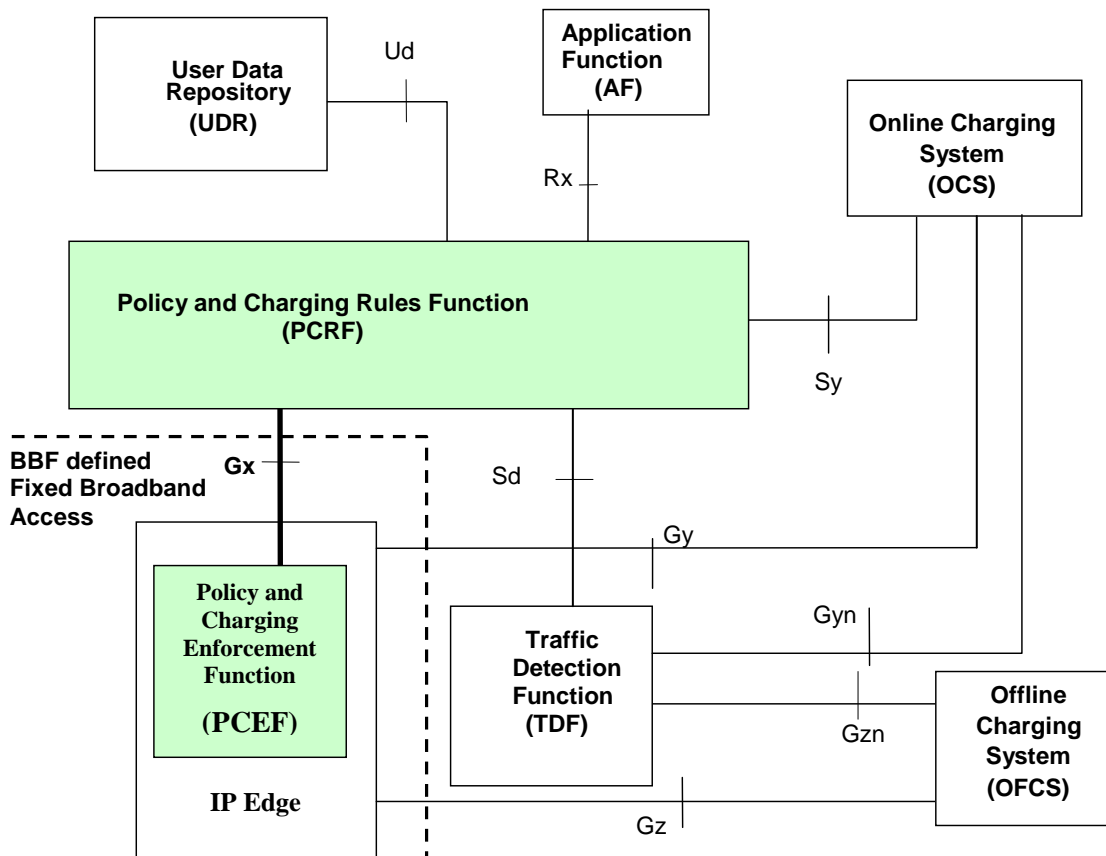 User Data
Repository
(UDR)
Ud
Application
Function
(AF)
Rx
Online Charging
System
(OCS)
Policy and Charging Rules Function
(PCRF)
Sy
BBF defined
Fixed Broadband
Access
Gx
Sd
Gy
Policy and
Charging
Enforcement
Function
(PCEF)
IP Edge
Traffic
Detection
Function
(TDF)
Gyn
Gzn
Offline
Charging
System
(OFCS)
Gz